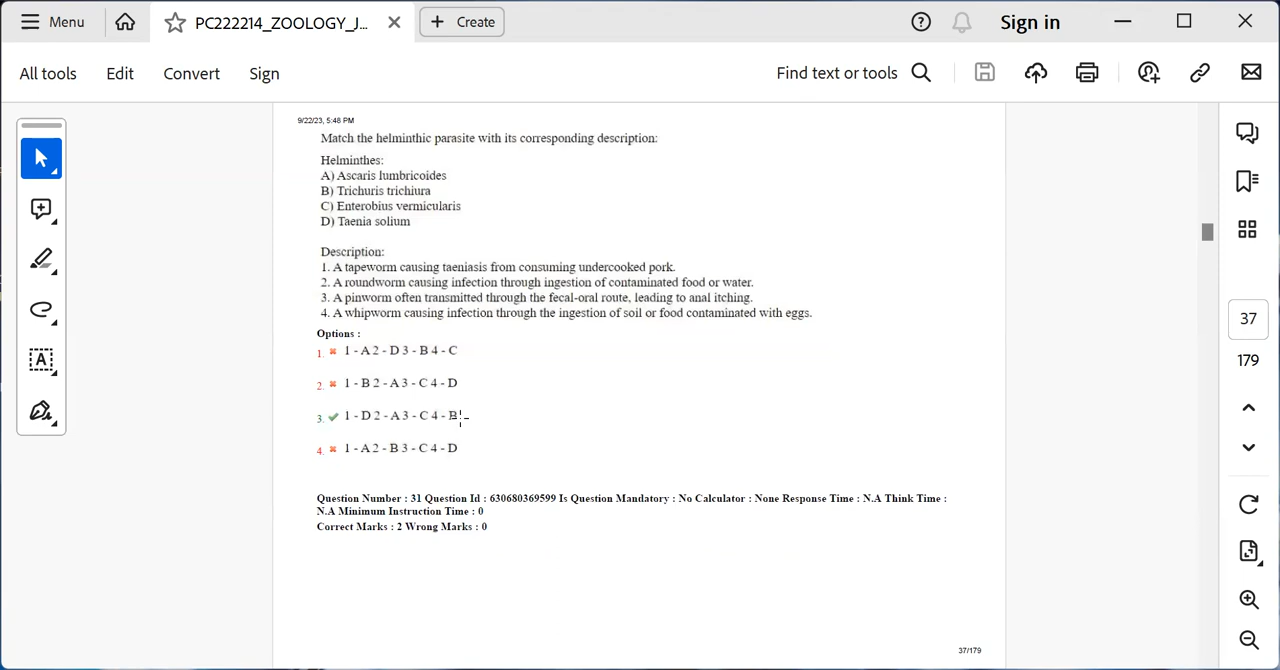 Menu
PC222214_ZOOLOGY_J...
Create
Sign in
All tools
Edit
Convert
Sign
Find text or tools
9/22/23, 5:48 PM
Match the helminthic parasite with its corresponding description:
Helminthes:
A) Ascaris lumbricoides
B) Trichuris trichiura
C) Enterobius vermicularis
D) Taenia solium
Description:
1. A tapeworm causing taeniasis from consuming undercooked pork.
2. A roundworm causing infection through ingestion of contaminated food or water.
3. A pinworm often transmitted through the fecal-oral route, leading to anal itching.
4. A whipworm causing infection through the ingestion of soil or food contaminated with eggs.
Options :
1. 1 - A 2 - D 3 - B 4 - C
2. 1 - B 2 - A 3 - C 4 - D
3. 1 - D 2 - A 3 - C 4 - B
4. 1 - A 2 - B 3 - C 4 - D
Question Number : 31 Question Id : 630680369599 Is Question Mandatory : No Calculator : None Response Time : N.A Think Time :
N.A Minimum Instruction Time : 0
Correct Marks : 2 Wrong Marks : 0
37/179
37
179